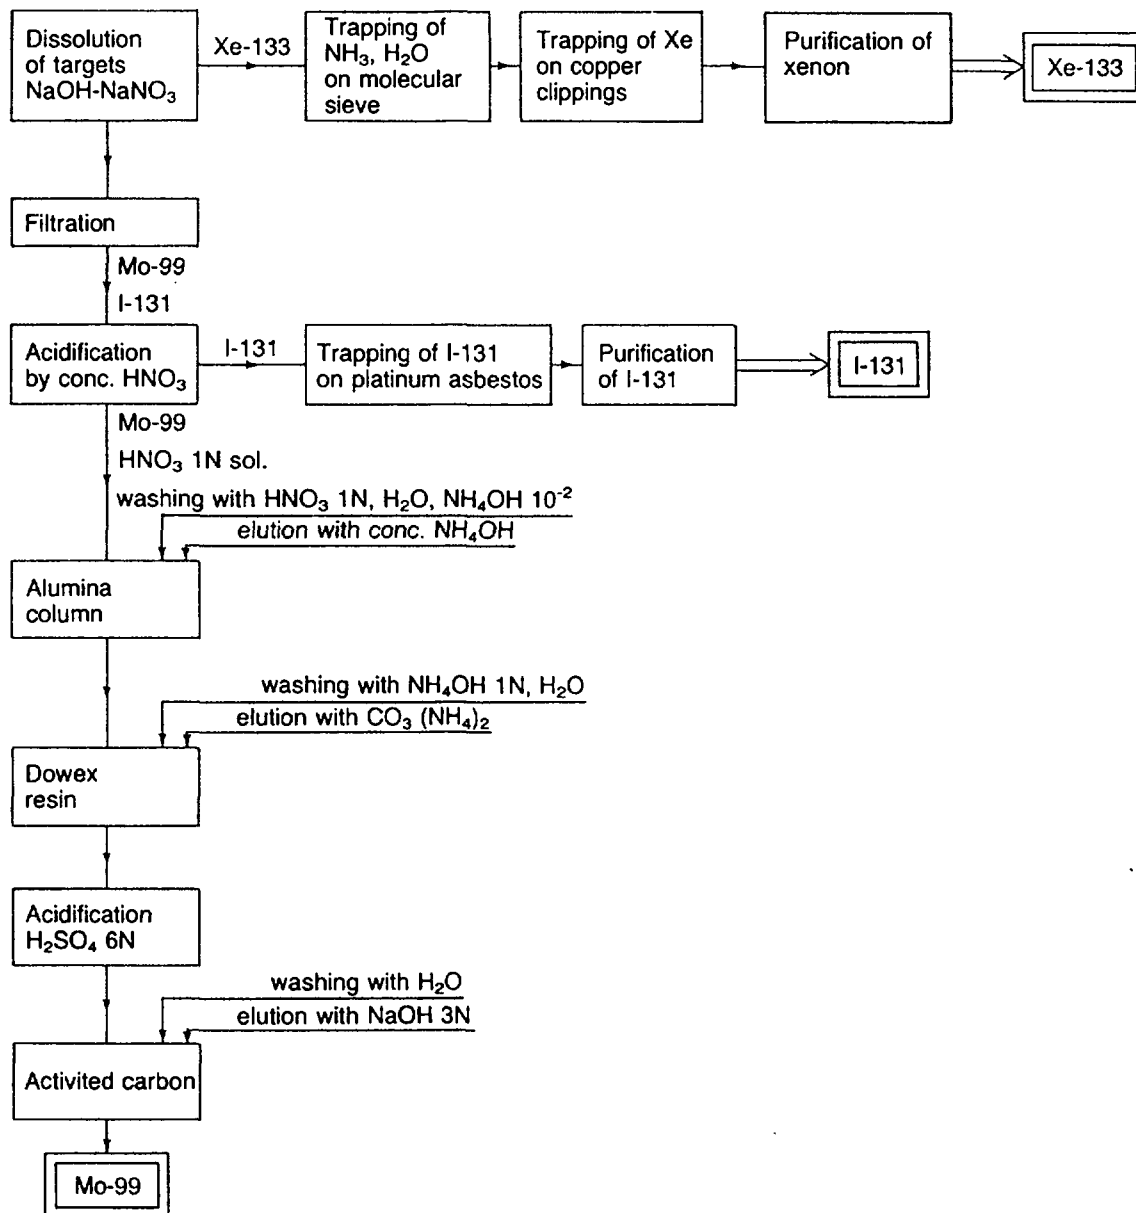 Dissolution
of targets
NaOH-NaNO₃
Xe-133
Trapping of
NH₃, H₂O
on molecular
sieve
Trapping of Xe
on copper
clippings
Purification of
xenon
Xe-133
Filtration
Mo-99
I-131
Acidification
by conc. HNO₃
I-131
Trapping of I-131
on platinum asbestos
Purification
of I-131
I-131
Mo-99
HNO₃ 1N sol.
washing with HNO₃ 1N, H₂O, NH₄OH 10⁻²
elution with conc. NH₄OH
Alumina
column
washing with NH₄OH 1N, H₂O
elution with CO₃ (NH₄)₂
Dowex
resin
Acidification
H₂SO₄ 6N
washing with H₂O
elution with NaOH 3N
Activited carbon
Mo-99